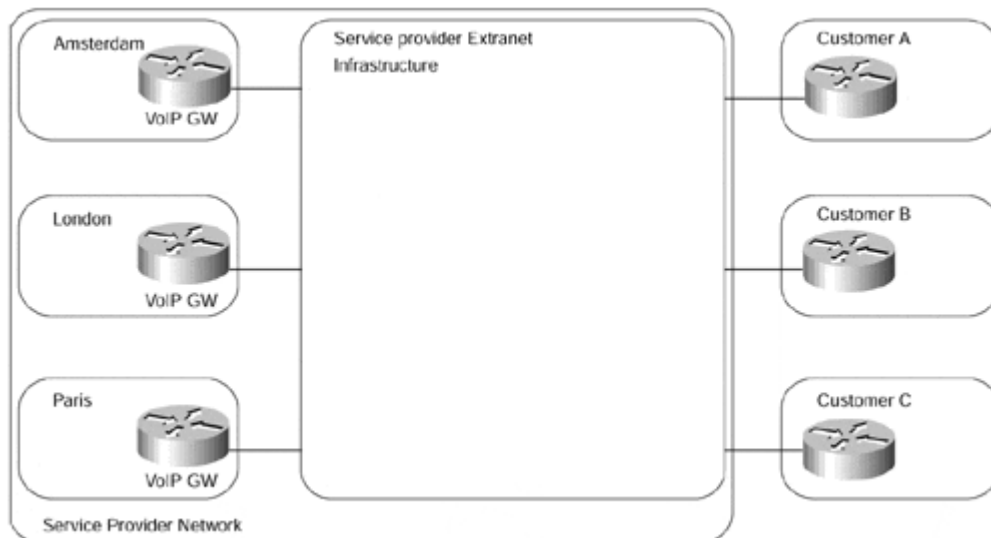 Amsterdam
VoIP GW
Service provider Extranet
Infrastructure
Customer A
London
VoIP GW
Customer B
Paris
VoIP GW
Customer C
Service Provider Network